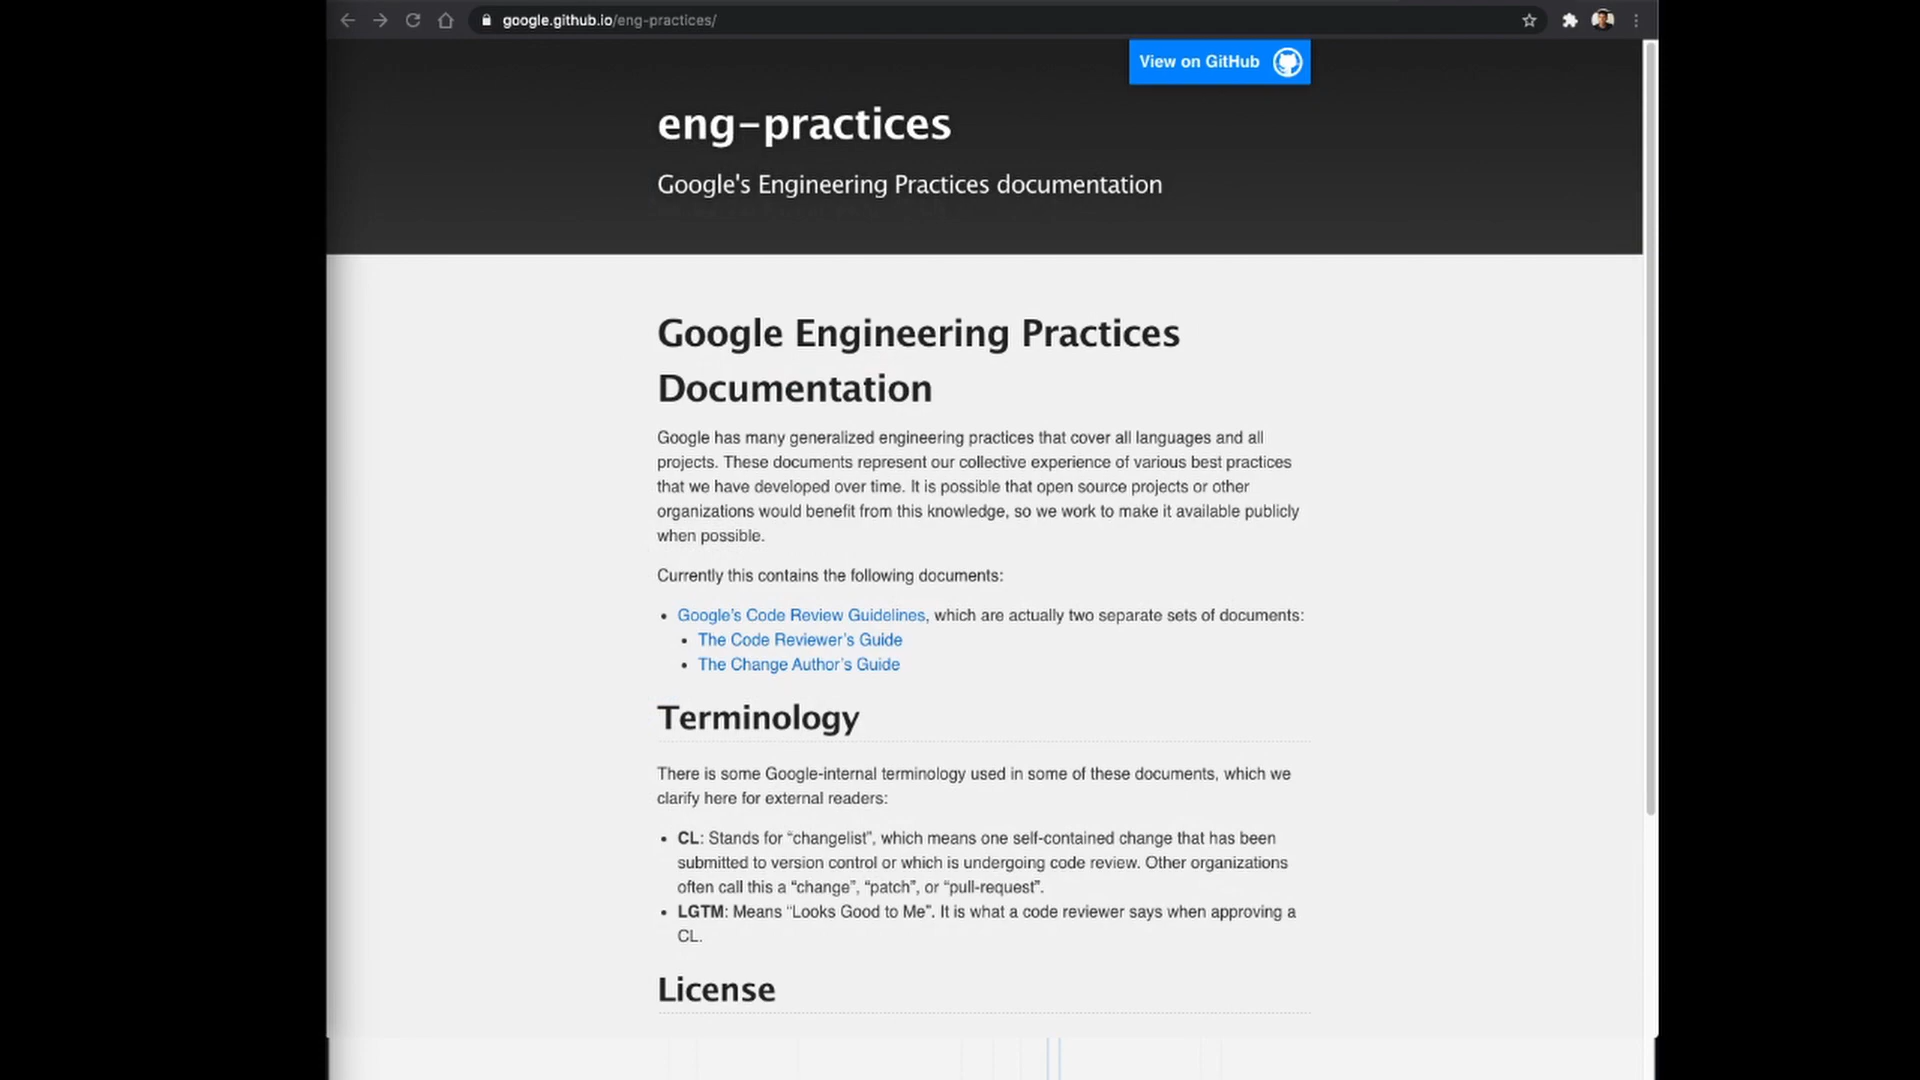 google.github.io/eng-practices/
View on GitHub
eng-practices
Google's Engineering Practices documentation
Google Engineering Practices
Documentation
Google has many generalized engineering practices that cover all languages and all
projects. These documents represent our collective experience of various best practices
that we have developed over time. It is possible that open source projects or other
organizations would benefit from this knowledge, so we work to make it available publicly
when possible.
Currently this contains the following documents:
• Google’s Code Review Guidelines, which are actually two separate sets of documents:
• The Code Reviewer’s Guide
• The Change Author’s Guide
Terminology
There is some Google-internal terminology used in some of these documents, which we
clarify here for external readers:
• CL: Stands for “changelist”, which means one self-contained change that has been
submitted to version control or which is undergoing code review. Other organizations
often call this a “change”, “patch”, or “pull-request”.
• LGTM: Means “Looks Good to Me”. It is what a code reviewer says when approving a
CL.
License